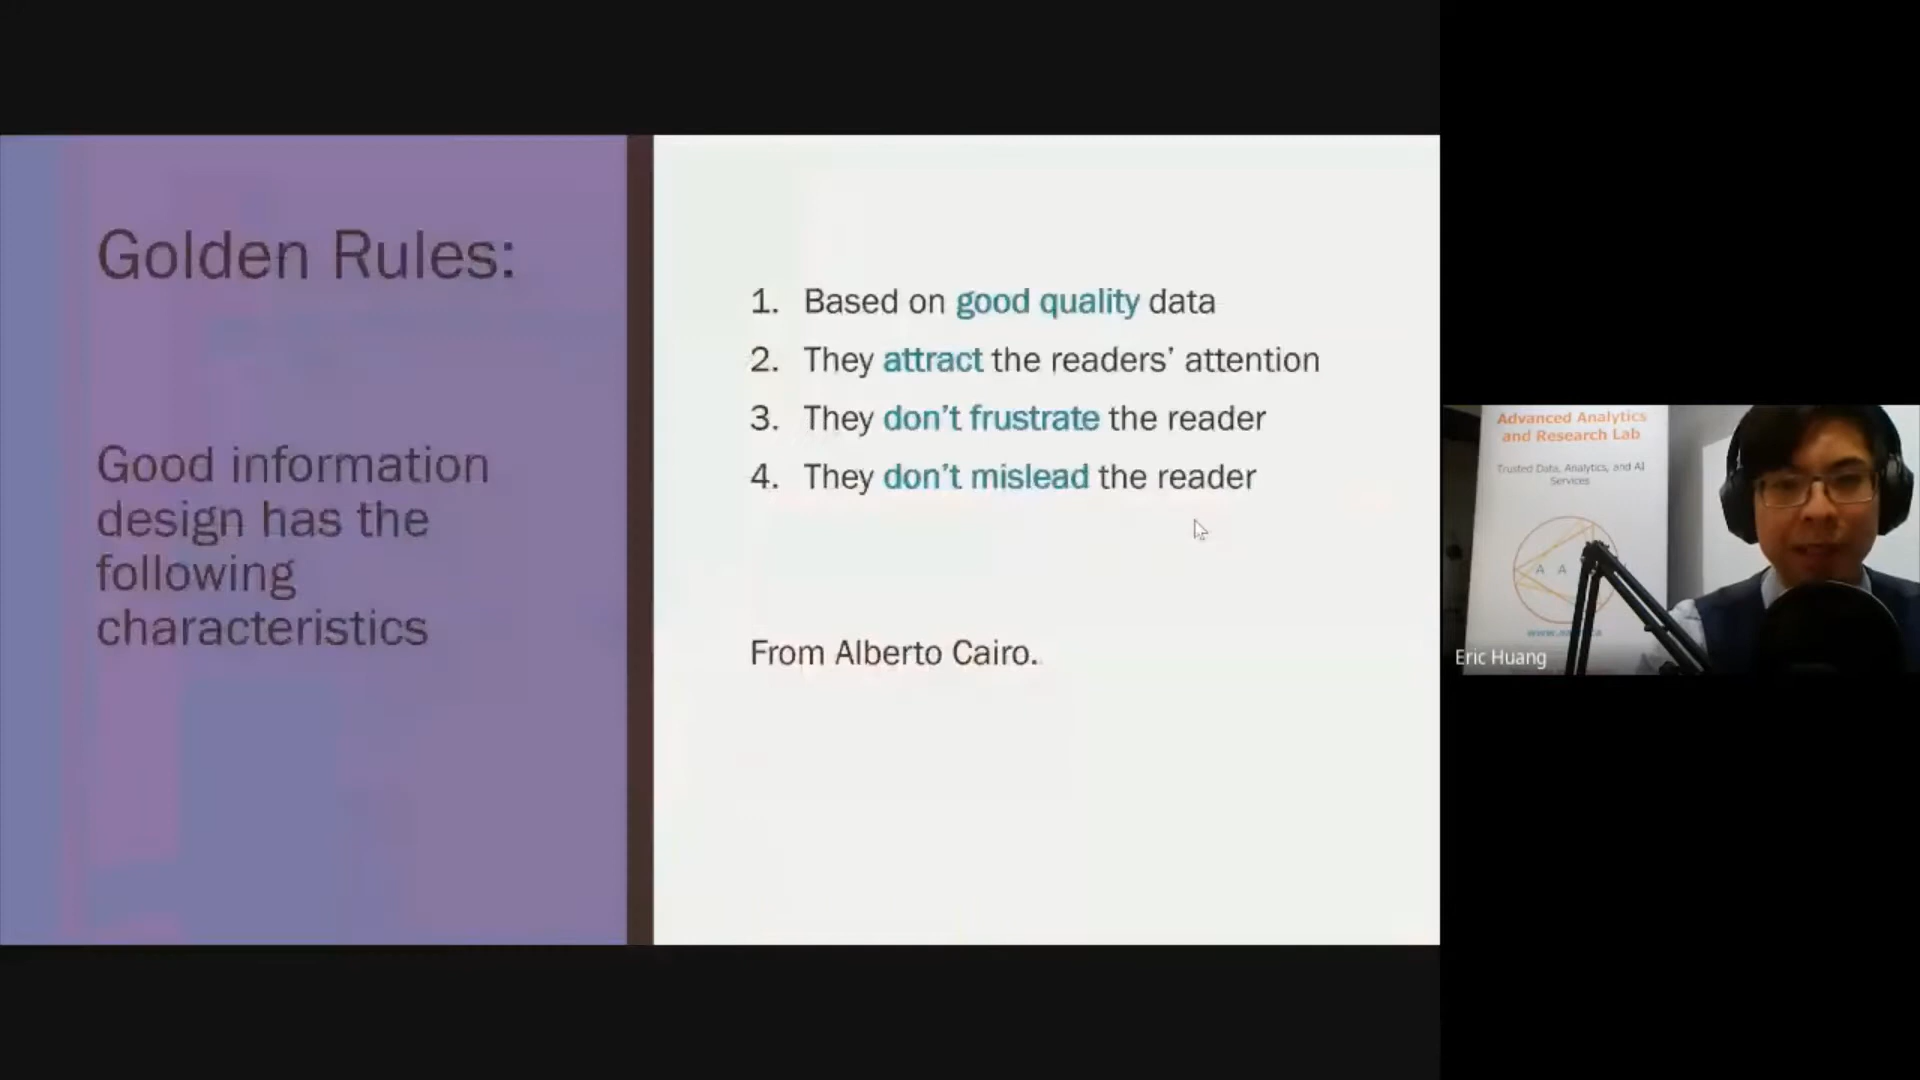 Golden Rules:
Good information
design has the
following
characteristics
1. Based on good quality data
2. They attract the readers’ attention
3. They don’t frustrate the reader
4. They don’t mislead the reader
From Alberto Cairo.
Advanced Analytics
and Research Lab
Trusted Data, Analytics, and AI
Services
A A
Eric Huang